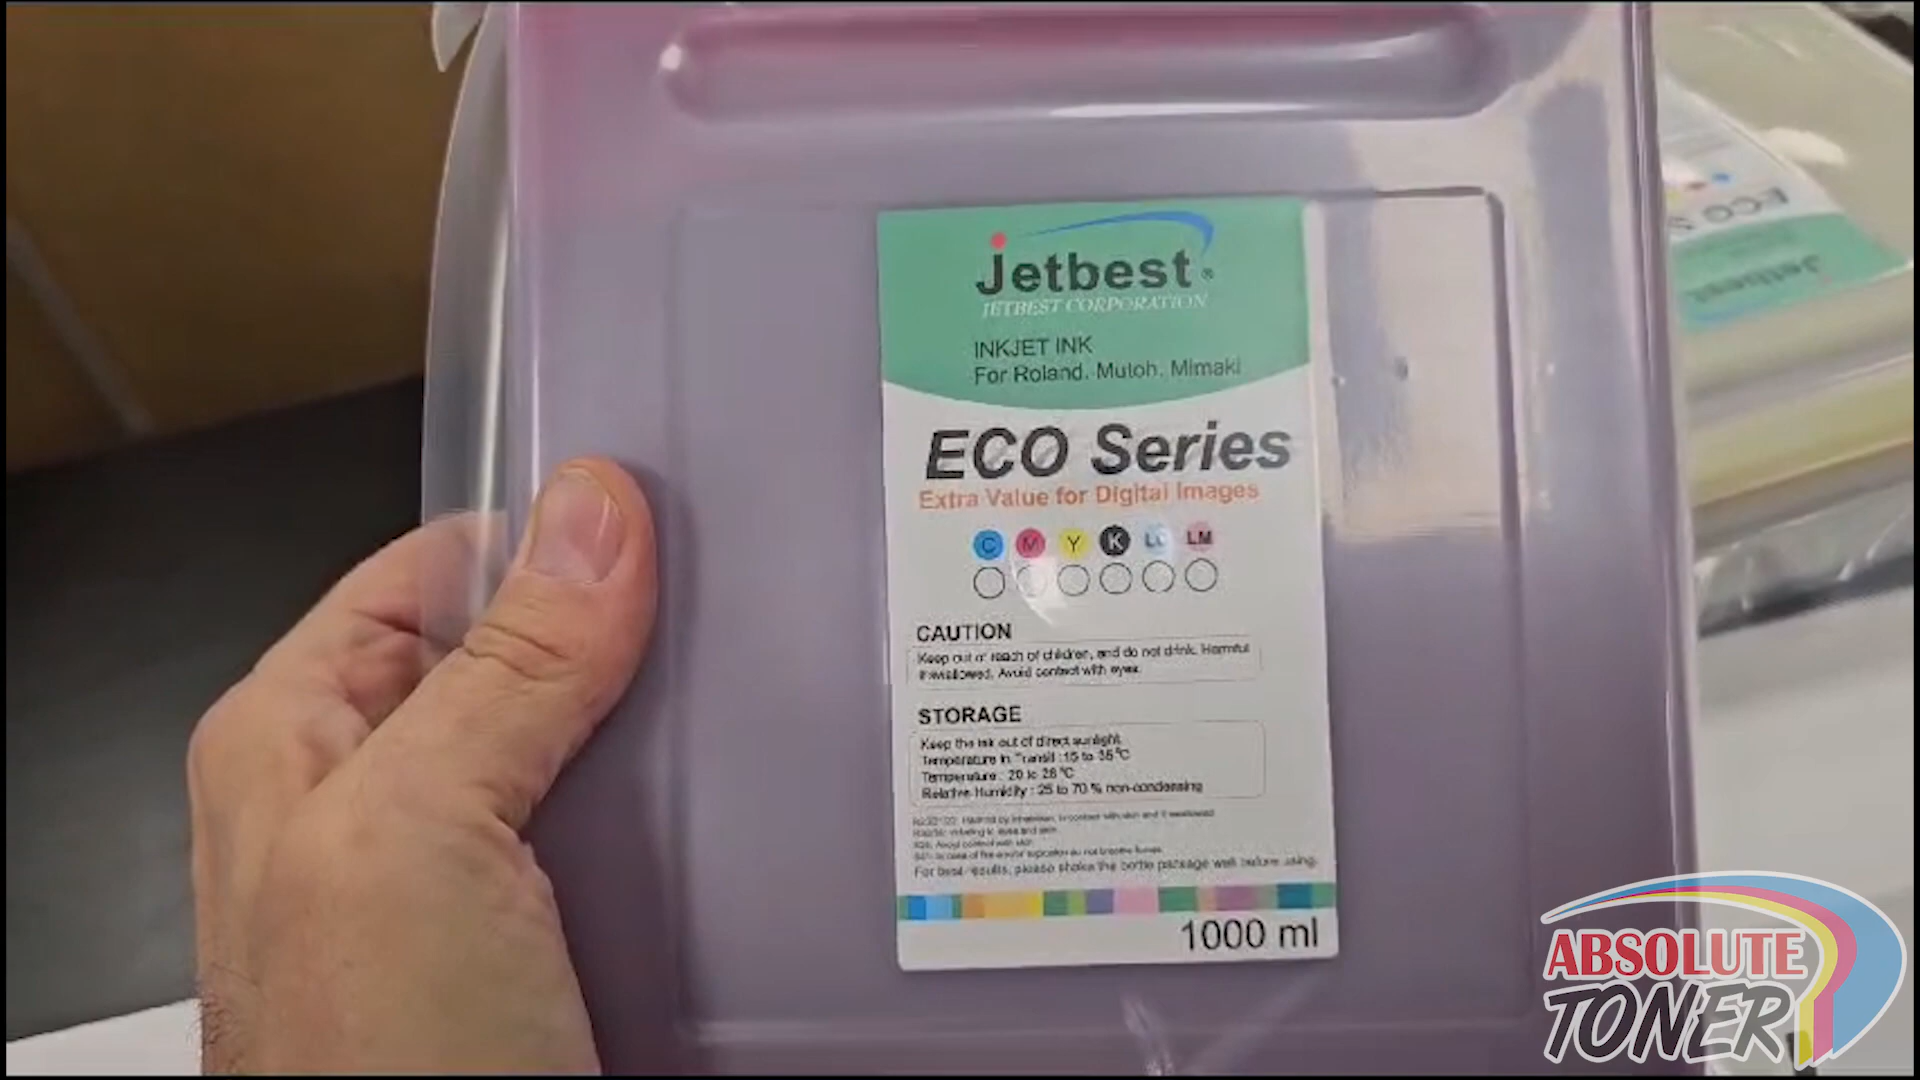 Jetbest®
JETBEST CORPORATION
INKJET INK
For Roland. Mutoh. Mimaki
ECO Series
Extra Value for Digital Images
C M Y K LC LM
CAUTION
Keep out of reach of children, and do not drink. Harmful
if swallowed. Avoid contact with eyes.
STORAGE
Keep the ink out of direct sunlight
Temperature in Transit : 15 to 35 °C
Temperature : 20 to 28 °C
Relative Humidity : 25 to 70 % non-condensing
For best results, please shake the bottle package well before using.
1000 ml
ECO S
Jetbest
ABSOLUTE
TONER